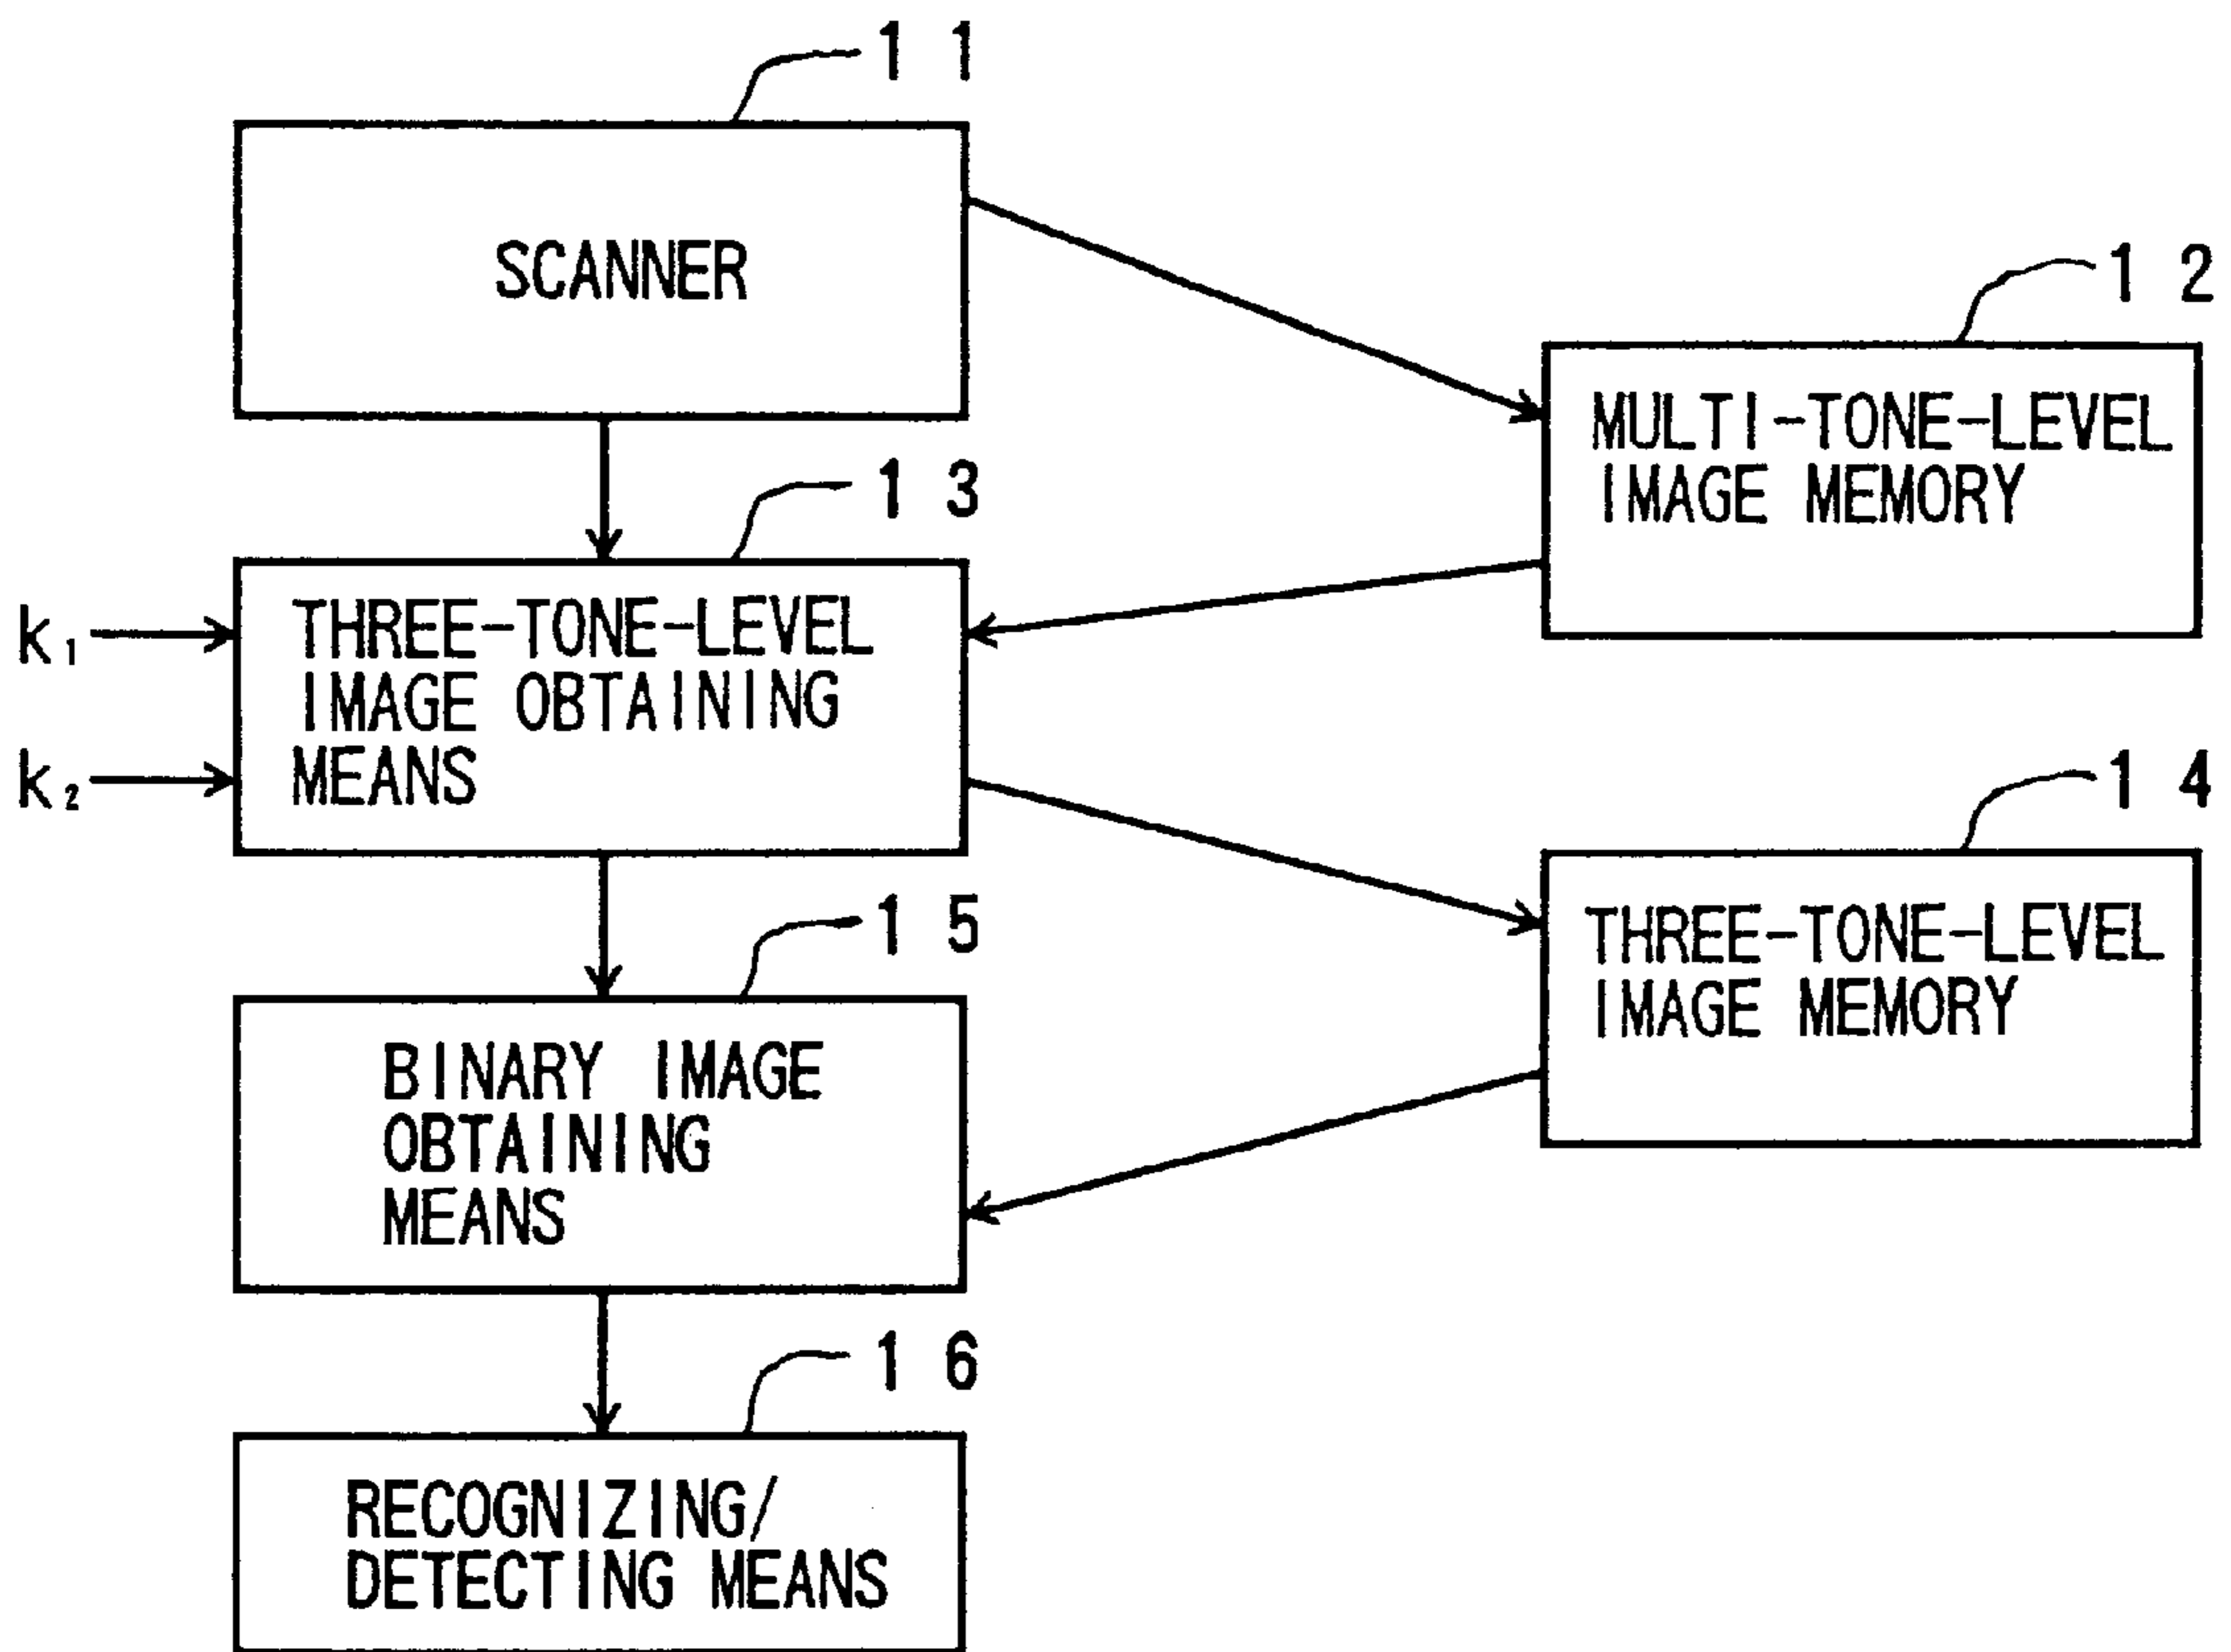 11
SCANNER
12
MULTI-TONE-LEVEL
IMAGE MEMORY
13
k₁
THREE-TONE-LEVEL
IMAGE OBTAINING
MEANS
k₂
14
THREE-TONE-LEVEL
IMAGE MEMORY
15
BINARY IMAGE
OBTAINING
MEANS
16
RECOGNIZING/
DETECTING MEANS